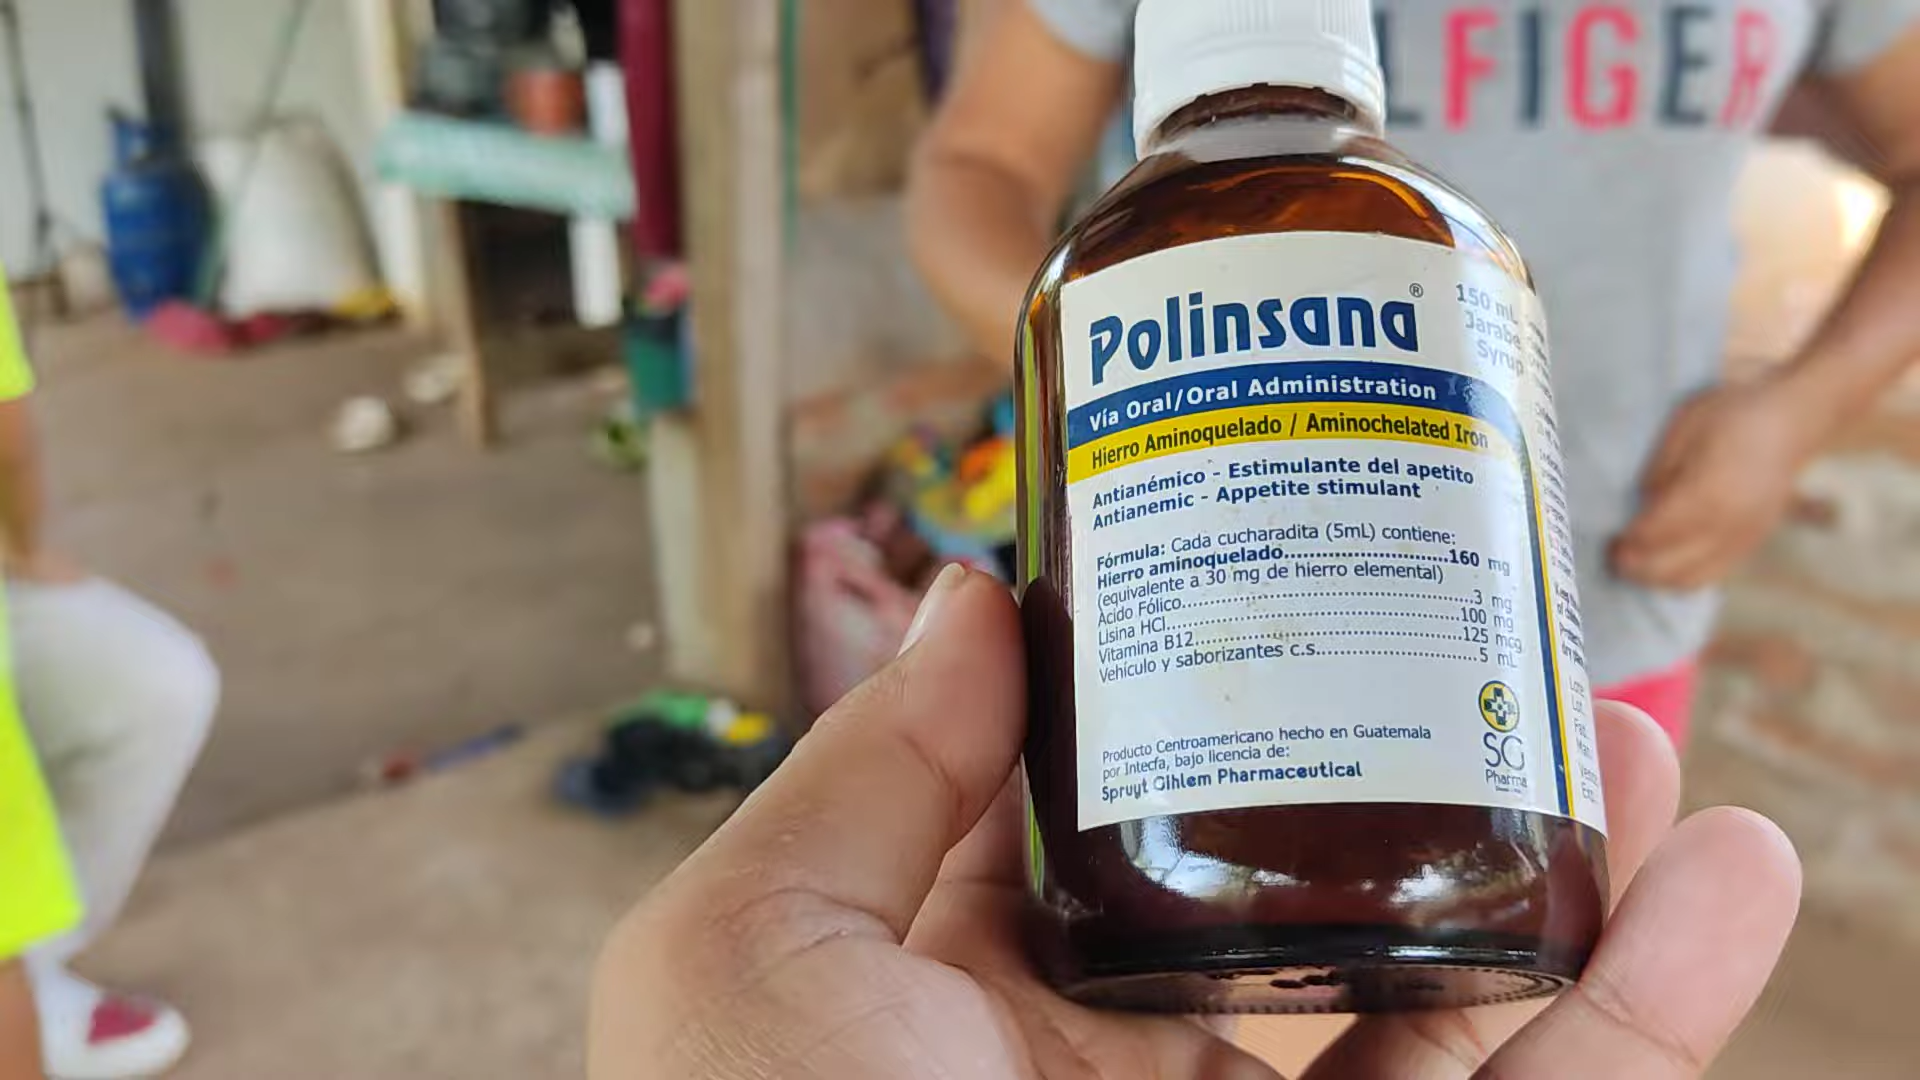 LFIGER
Polinsana®
150 mL
Jarabe
Syrup
Vía Oral/Oral Administration
Hierro Aminoquelado / Aminochelated Iron
Antianémico - Estimulante del apetito
Antianemic - Appetite stimulant
Fórmula: Cada cucharadita (5mL) contiene:
Hierro aminoquelado..............................160 mg
(equivalente a 30 mg de hierro elemental)
Ácido Fólico....................................................3 mg
Lisina HCl....................................................100 mg
Vitamina B12...............................................125 mcg
Vehículo y saborizantes c.s..............................5 mL
Producto Centroamericano hecho en Guatemala
por Intecfa, bajo licencia de:
Spruyt Gihlem Pharmaceutical
SG
Pharma